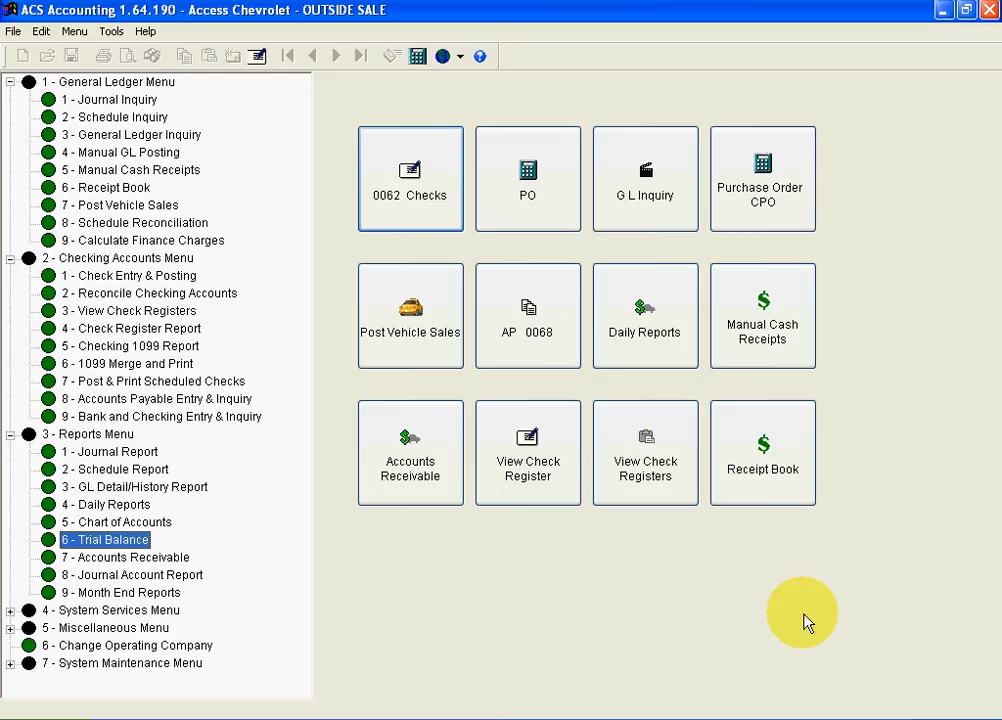 ACS Accounting 1.64.190 - Access Chevrolet - OUTSIDE SALE
File Edit Menu Tools Help
1 - General Ledger Menu
1 - Journal Inquiry
2 - Schedule Inquiry
3 - General Ledger Inquiry
4 - Manual GL Posting
5 - Manual Cash Receipts
6 - Receipt Book
7 - Post Vehicle Sales
8 - Schedule Reconciliation
9 - Calculate Finance Charges
2 - Checking Accounts Menu
1 - Check Entry & Posting
2 - Reconcile Checking Accounts
3 - View Check Registers
4 - Check Register Report
5 - Checking 1099 Report
6 - 1099 Merge and Print
7 - Post & Print Scheduled Checks
8 - Accounts Payable Entry & Inquiry
9 - Bank and Checking Entry & Inquiry
3 - Reports Menu
1 - Journal Report
2 - Schedule Report
3 - GL Detail/History Report
4 - Daily Reports
5 - Chart of Accounts
6 - Trial Balance
7 - Accounts Receivable
8 - Journal Account Report
9 - Month End Reports
4 - System Services Menu
5 - Miscellaneous Menu
6 - Change Operating Company
7 - System Maintenance Menu
0062 Checks
PO
G L Inquiry
Purchase Order
CPO
Post Vehicle Sales
AP 0068
Daily Reports
Manual Cash
Receipts
Accounts
Receivable
View Check
Register
View Check
Registers
Receipt Book